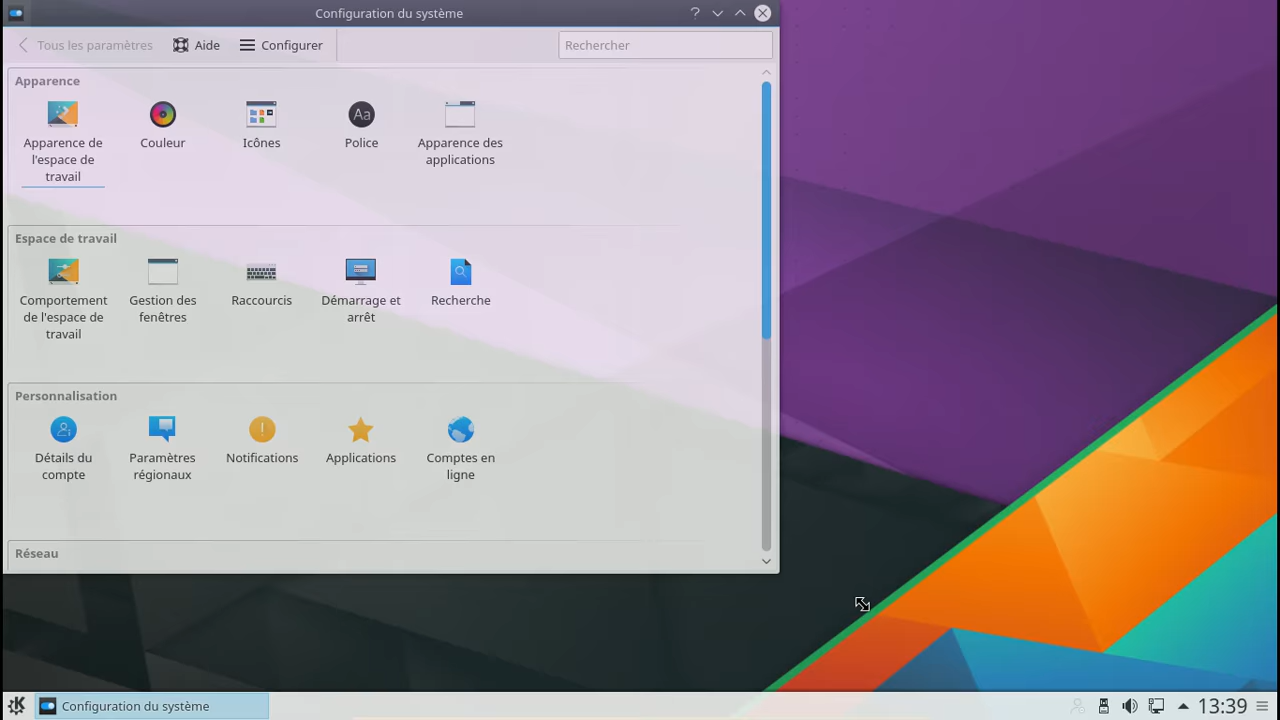 Configuration du système
Tous les paramètres Aide Configurer Rechercher
Apparence
Apparence de l'espace de travail
Couleur
Icônes
Police
Apparence des applications
Espace de travail
Comportement de l'espace de travail
Gestion des fenêtres
Raccourcis
Démarrage et arrêt
Recherche
Personnalisation
Détails du compte
Paramètres régionaux
Notifications
Applications
Comptes en ligne
Réseau
Configuration du système 13:39